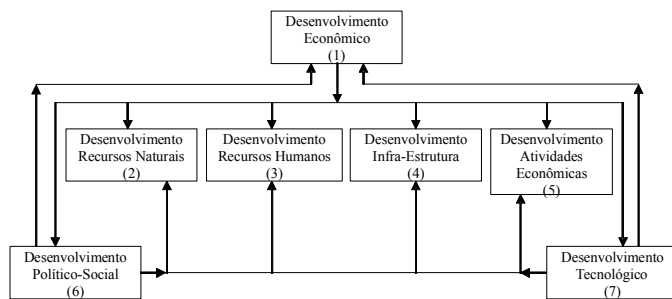 Desenvolvimento
Econômico
(1)
Desenvolvimento
Recursos Naturais
(2)
Desenvolvimento
Recursos Humanos
(3)
Desenvolvimento
Infra-Estrutura
(4)
Desenvolvimento
Atividades
Econômicas
(5)
Desenvolvimento
Político-Social
(6)
Desenvolvimento
Tecnológico
(7)